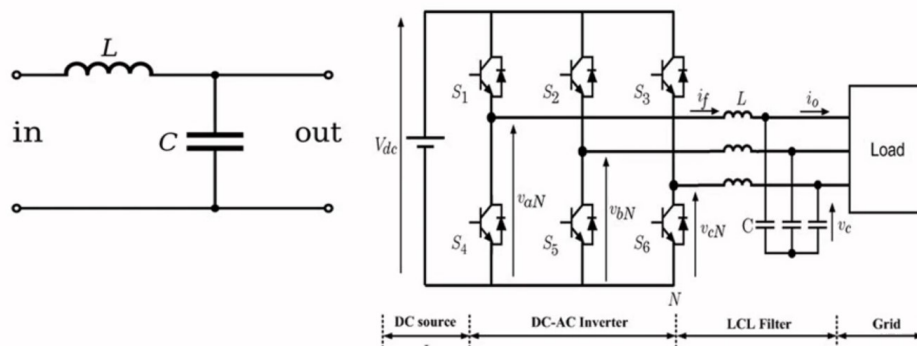 L
in
C
out
V_dc
S_1
S_2
S_3
i_f
L
i_o
Load
v_aN
v_bN
v_cN
C
v_c
S_4
S_5
S_6
N
DC source
DC-AC Inverter
LCL Filter
Grid